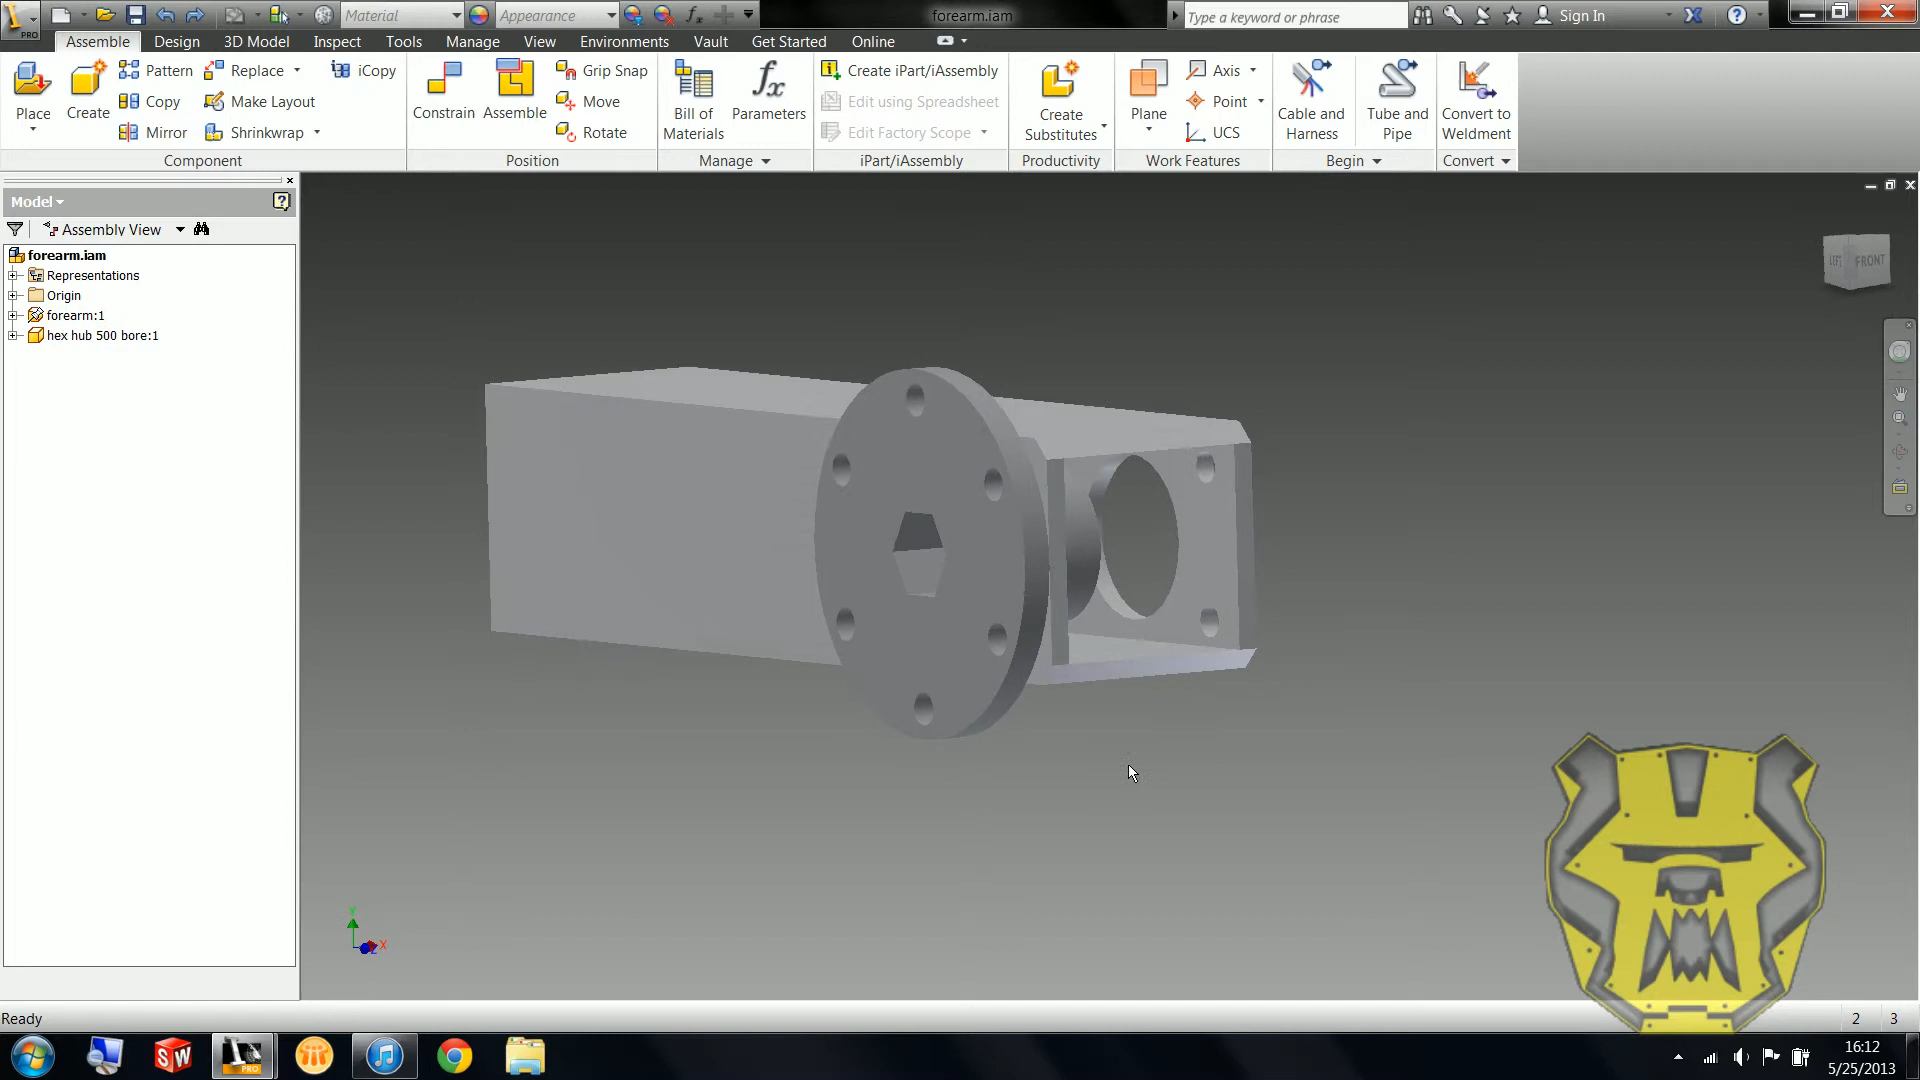 PRO
Material
Appearance
forearm.iam
Type a keyword or phrase
Sign In
Assemble
Design
3D Model
Inspect
Tools
Manage
View
Environments
Vault
Get Started
Online
Place
Create
Pattern
Copy
Mirror
Replace
Make Layout
Shrinkwrap
iCopy
Component
Constrain
Assemble
Grip Snap
Move
Rotate
Position
Bill of
Materials
fx
Parameters
Manage
Create iPart/iAssembly
Edit using Spreadsheet
Edit Factory Scope
iPart/iAssembly
Create
Substitutes
Productivity
Plane
Axis
Point
UCS
Work Features
Cable and
Harness
Tube and
Pipe
Begin
Convert to
Weldment
Convert
Model
Assembly View
forearm.iam
Representations
Origin
forearm:1
hex hub 500 bore:1
LEFT
FRONT
Y
X
Z
Ready
2 3
SW
PRO
16:12
5/25/2013